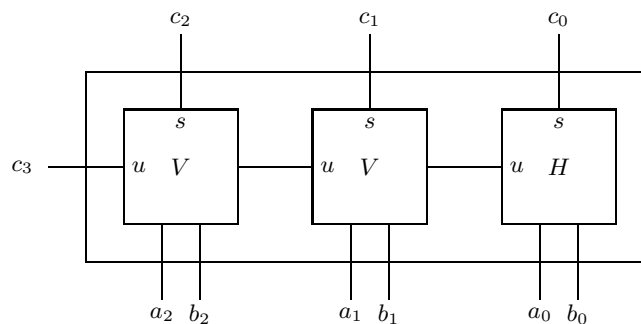 c₂ c₁ c₀
s s s
c₃ u V u V u H
a₂ b₂ a₁ b₁ a₀ b₀